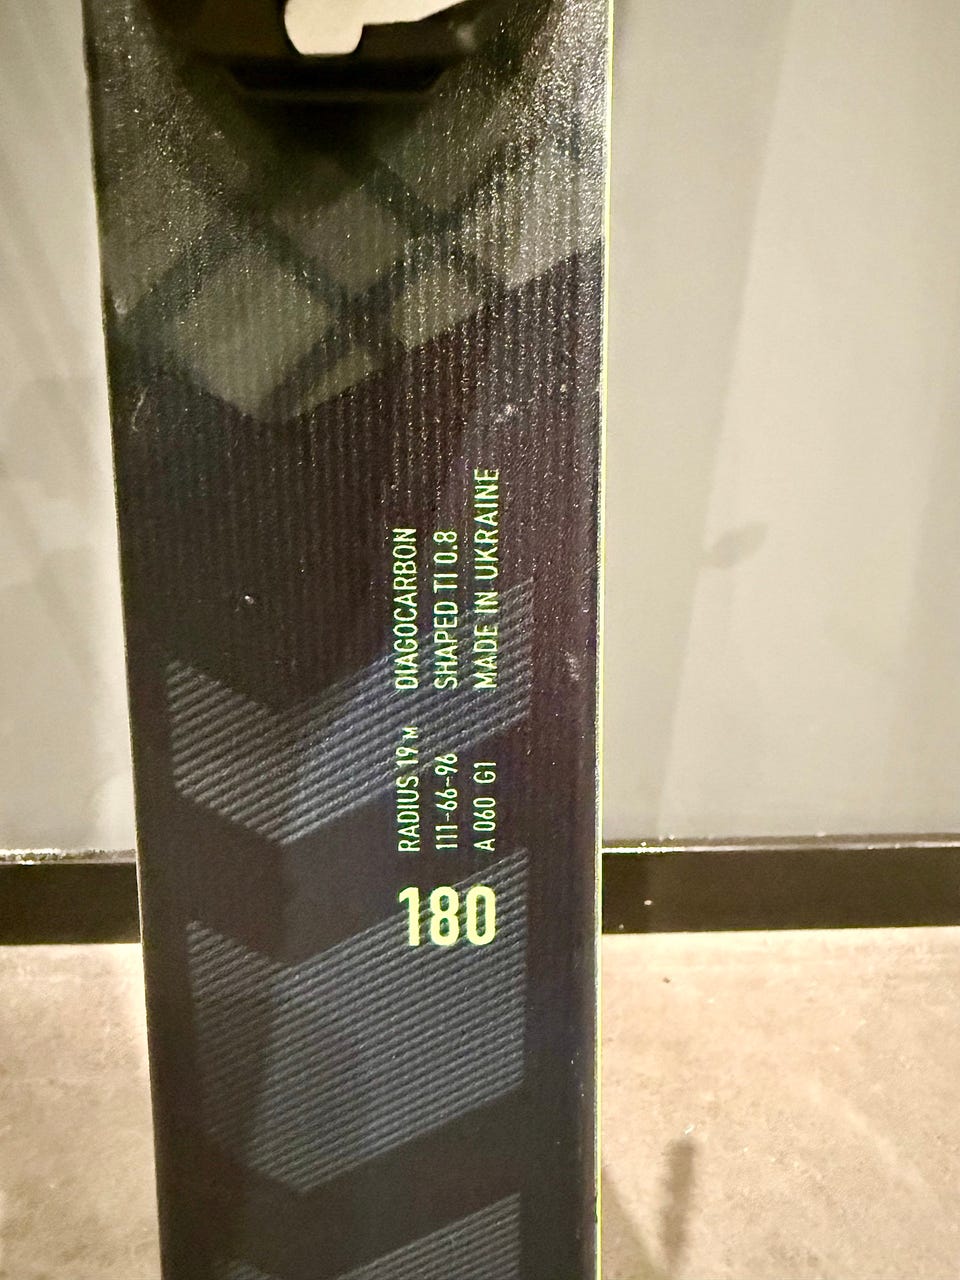 RADIUS 19 M DIAGOCARBON
111-66-96 SHAPED TI 0.8
A 060 G1 MADE IN UKRAINE
180